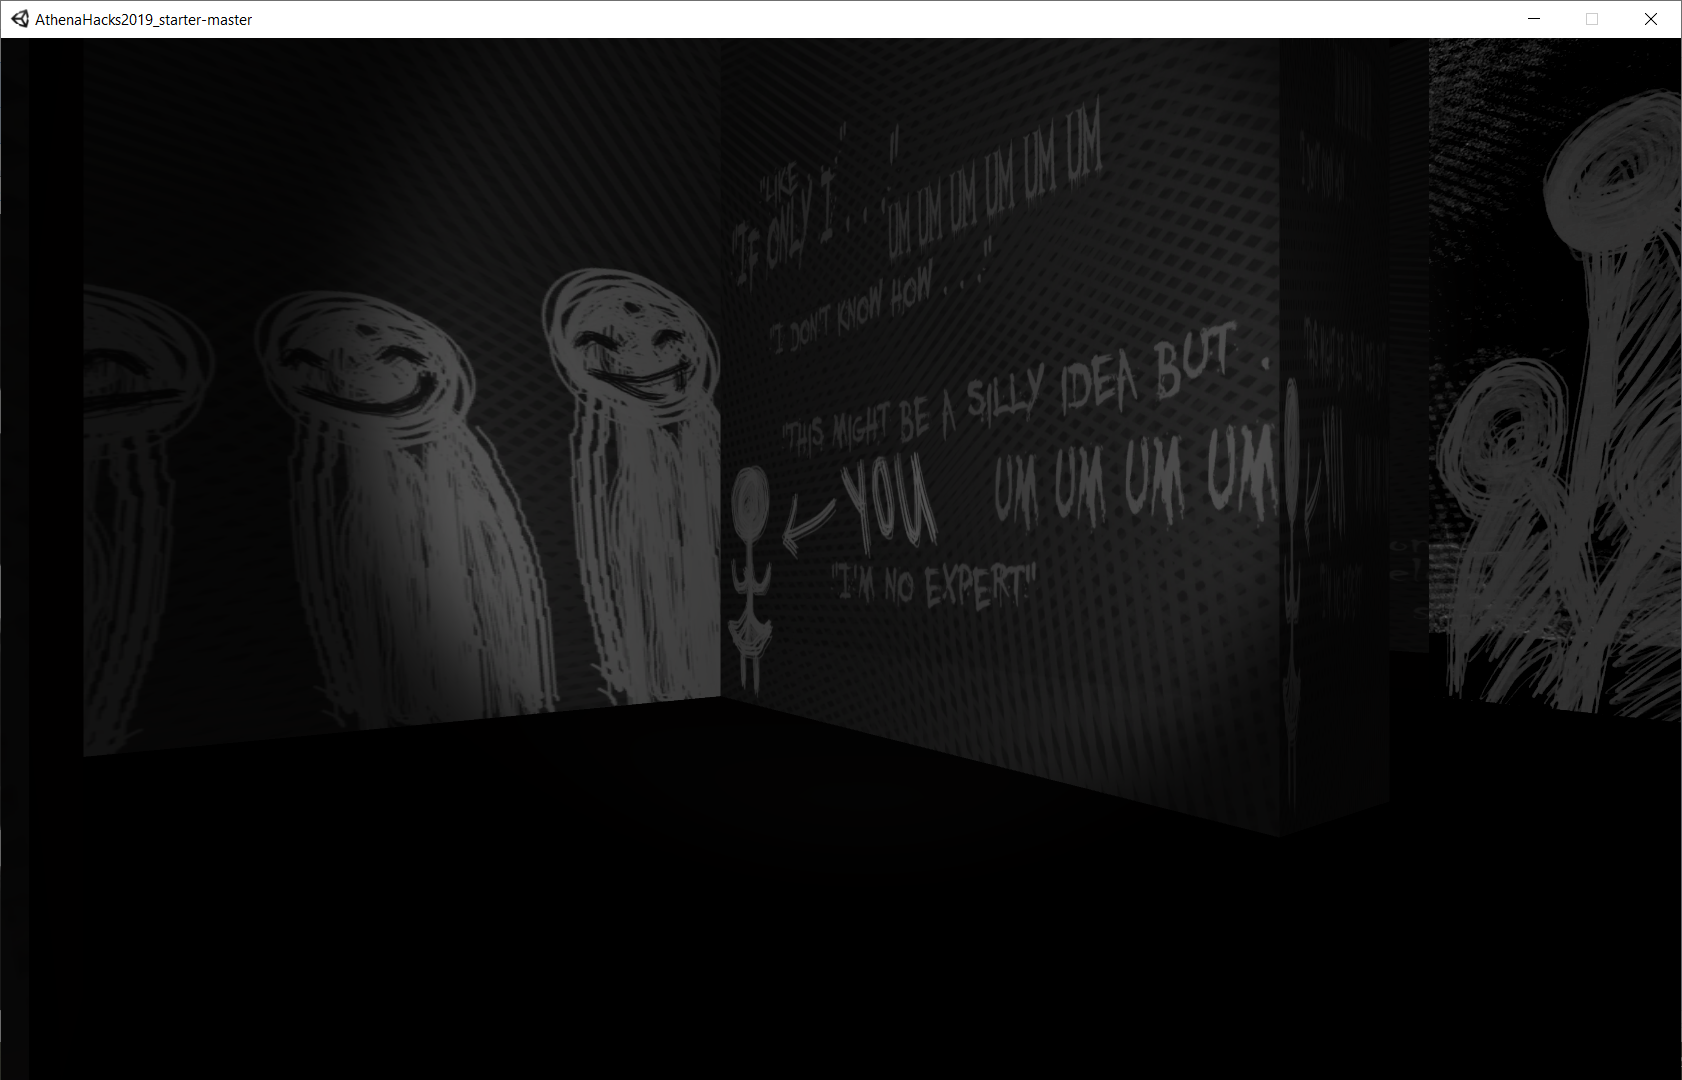 AthenaHacks2019_starter-master
"LIKE . "
"IF ONLY I . . ."
UM UM UM UM UM UM
"I DON'T KNOW HOW . . ."
"THIS MIGHT BE A SILLY IDEA BUT .
YOU
UM UM UM UM
"I'M NO EXPERT"